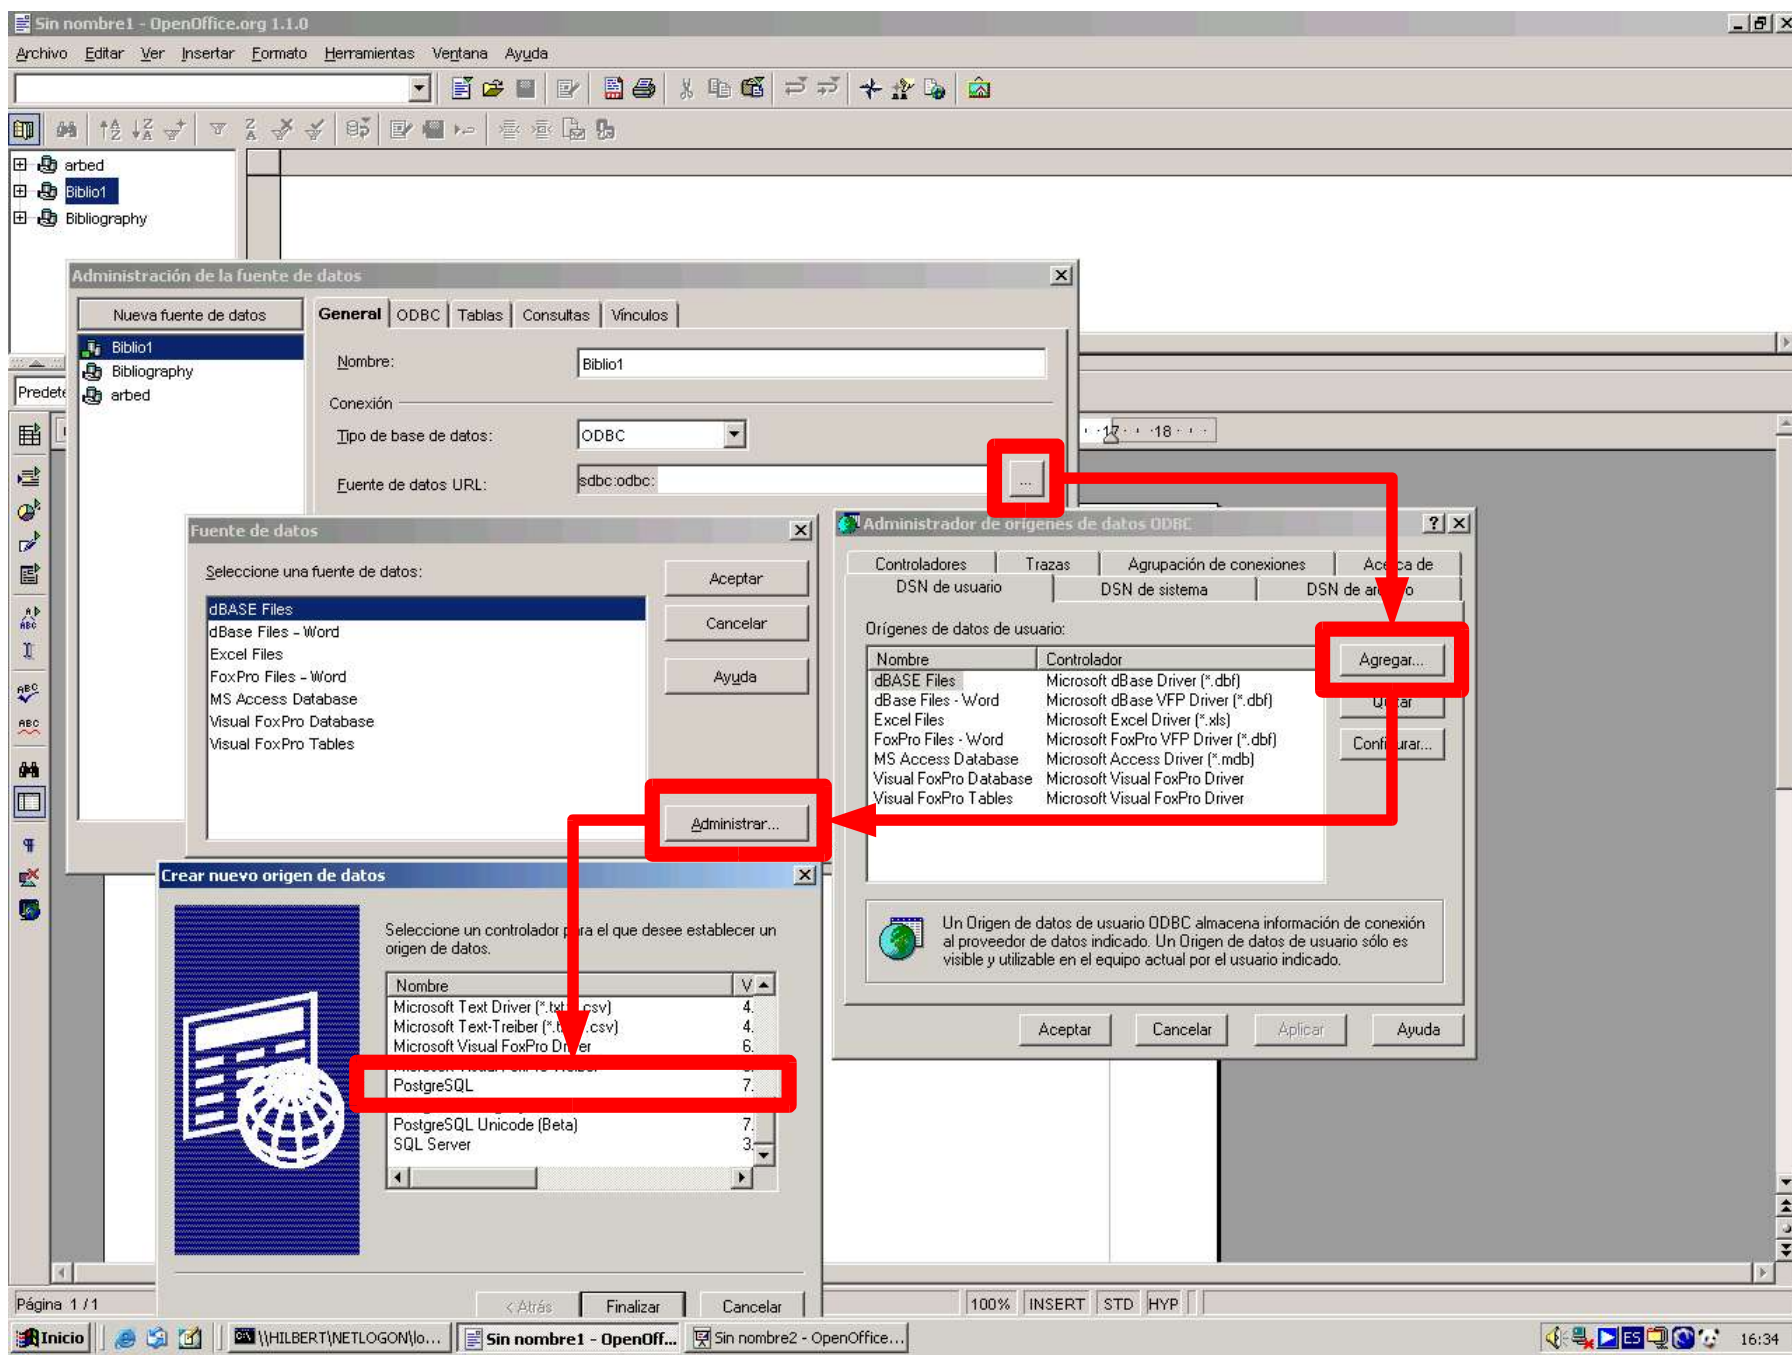 Sin nombre1 - OpenOffice.org 1.1.0
Archivo Editar Ver Insertar Formato Herramientas Ventana Ayuda
arbed
Biblio1
Bibliography
Administración de la fuente de datos
Nueva fuente de datos
General ODBC Tablas Consultas Vínculos
Biblio1
Bibliography
arbed
Nombre:
Biblio1
Conexión
Tipo de base de datos:
ODBC
Fuente de datos URL:
sdbc:odbc:
...
17 18
Fuente de datos
Seleccione una fuente de datos:
dBASE Files
dBase Files - Word
Excel Files
FoxPro Files - Word
MS Access Database
Visual FoxPro Database
Visual FoxPro Tables
Aceptar
Cancelar
Ayuda
Administrar...
Administrador de orígenes de datos ODBC
Controladores Trazas Agrupación de conexiones
DSN de usuario DSN de sistema
Orígenes de datos de usuario:
Nombre Controlador
dBASE Files Microsoft dBase Driver (*.dbf)
dBase Files - Word Microsoft dBase VFP Driver (*.dbf)
Excel Files Microsoft Excel Driver (*.xls)
FoxPro Files - Word Microsoft FoxPro VFP Driver (*.dbf)
MS Access Database Microsoft Access Driver (*.mdb)
Visual FoxPro Database Microsoft Visual FoxPro Driver
Visual FoxPro Tables Microsoft Visual FoxPro Driver
Agregar...
Configurar...
Un Origen de datos de usuario ODBC almacena información de conexión
al proveedor de datos indicado. Un Origen de datos de usuario sólo es
visible y utilizable en el equipo actual por el usuario indicado.
Aceptar Cancelar Aplicar Ayuda
Crear nuevo origen de datos
Seleccione un controlador para el que desee establecer un
origen de datos.
Nombre V
Microsoft Text Driver (*.txt; *.csv) 4.
Microsoft Text-Treiber (*.txt; *.csv) 4.
Microsoft Visual FoxPro Driver 6.
PostgreSQL 7.
PostgreSQL Unicode (Beta) 7.
SQL Server 3.
< Atrás Finalizar Cancelar
Página 1 / 1
100% INSERT STD HYP
Inicio
\\HILBERT\NETLOGON\lo...
Sin nombre1 - OpenOff...
Sin nombre2 - OpenOffice...
ES
16:34